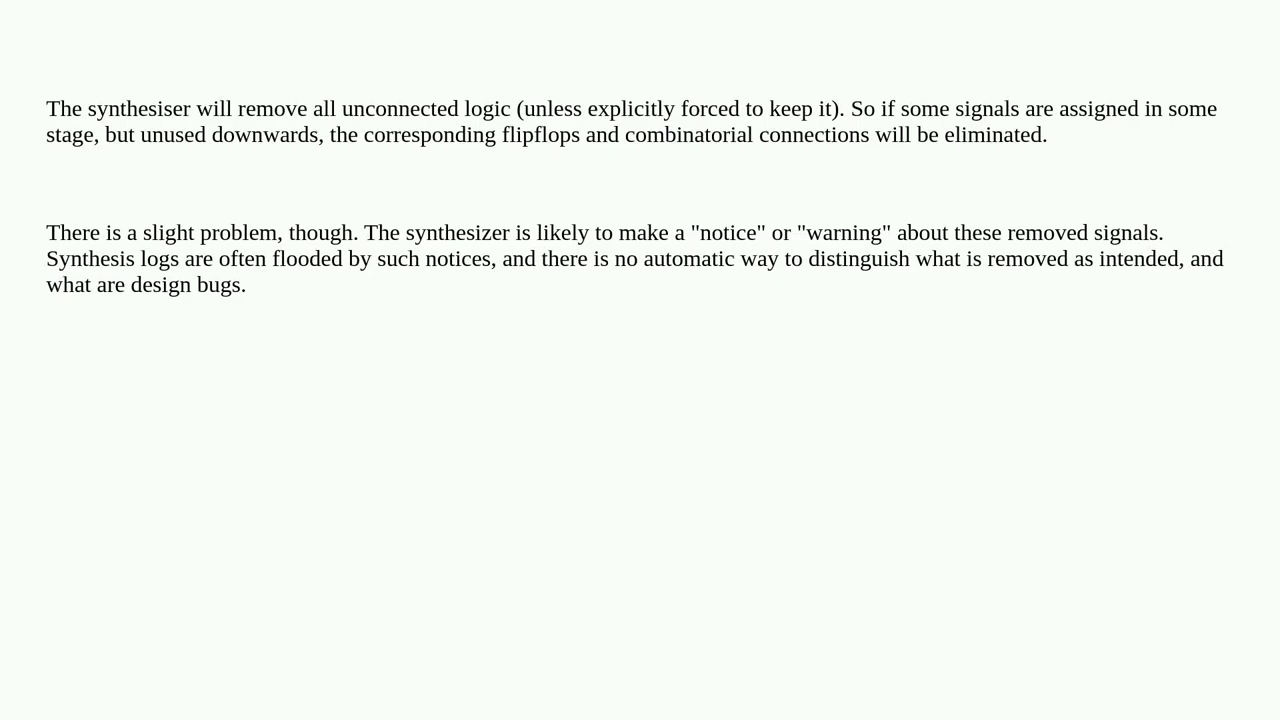 The synthesiser will remove all unconnected logic (unless explicitly forced to keep it). So if some signals are assigned in some
stage, but unused downwards, the corresponding flipflops and combinatorial connections will be eliminated.
There is a slight problem, though. The synthesizer is likely to make a "notice" or "warning" about these removed signals.
Synthesis logs are often flooded by such notices, and there is no automatic way to distinguish what is removed as intended, and
what are design bugs.